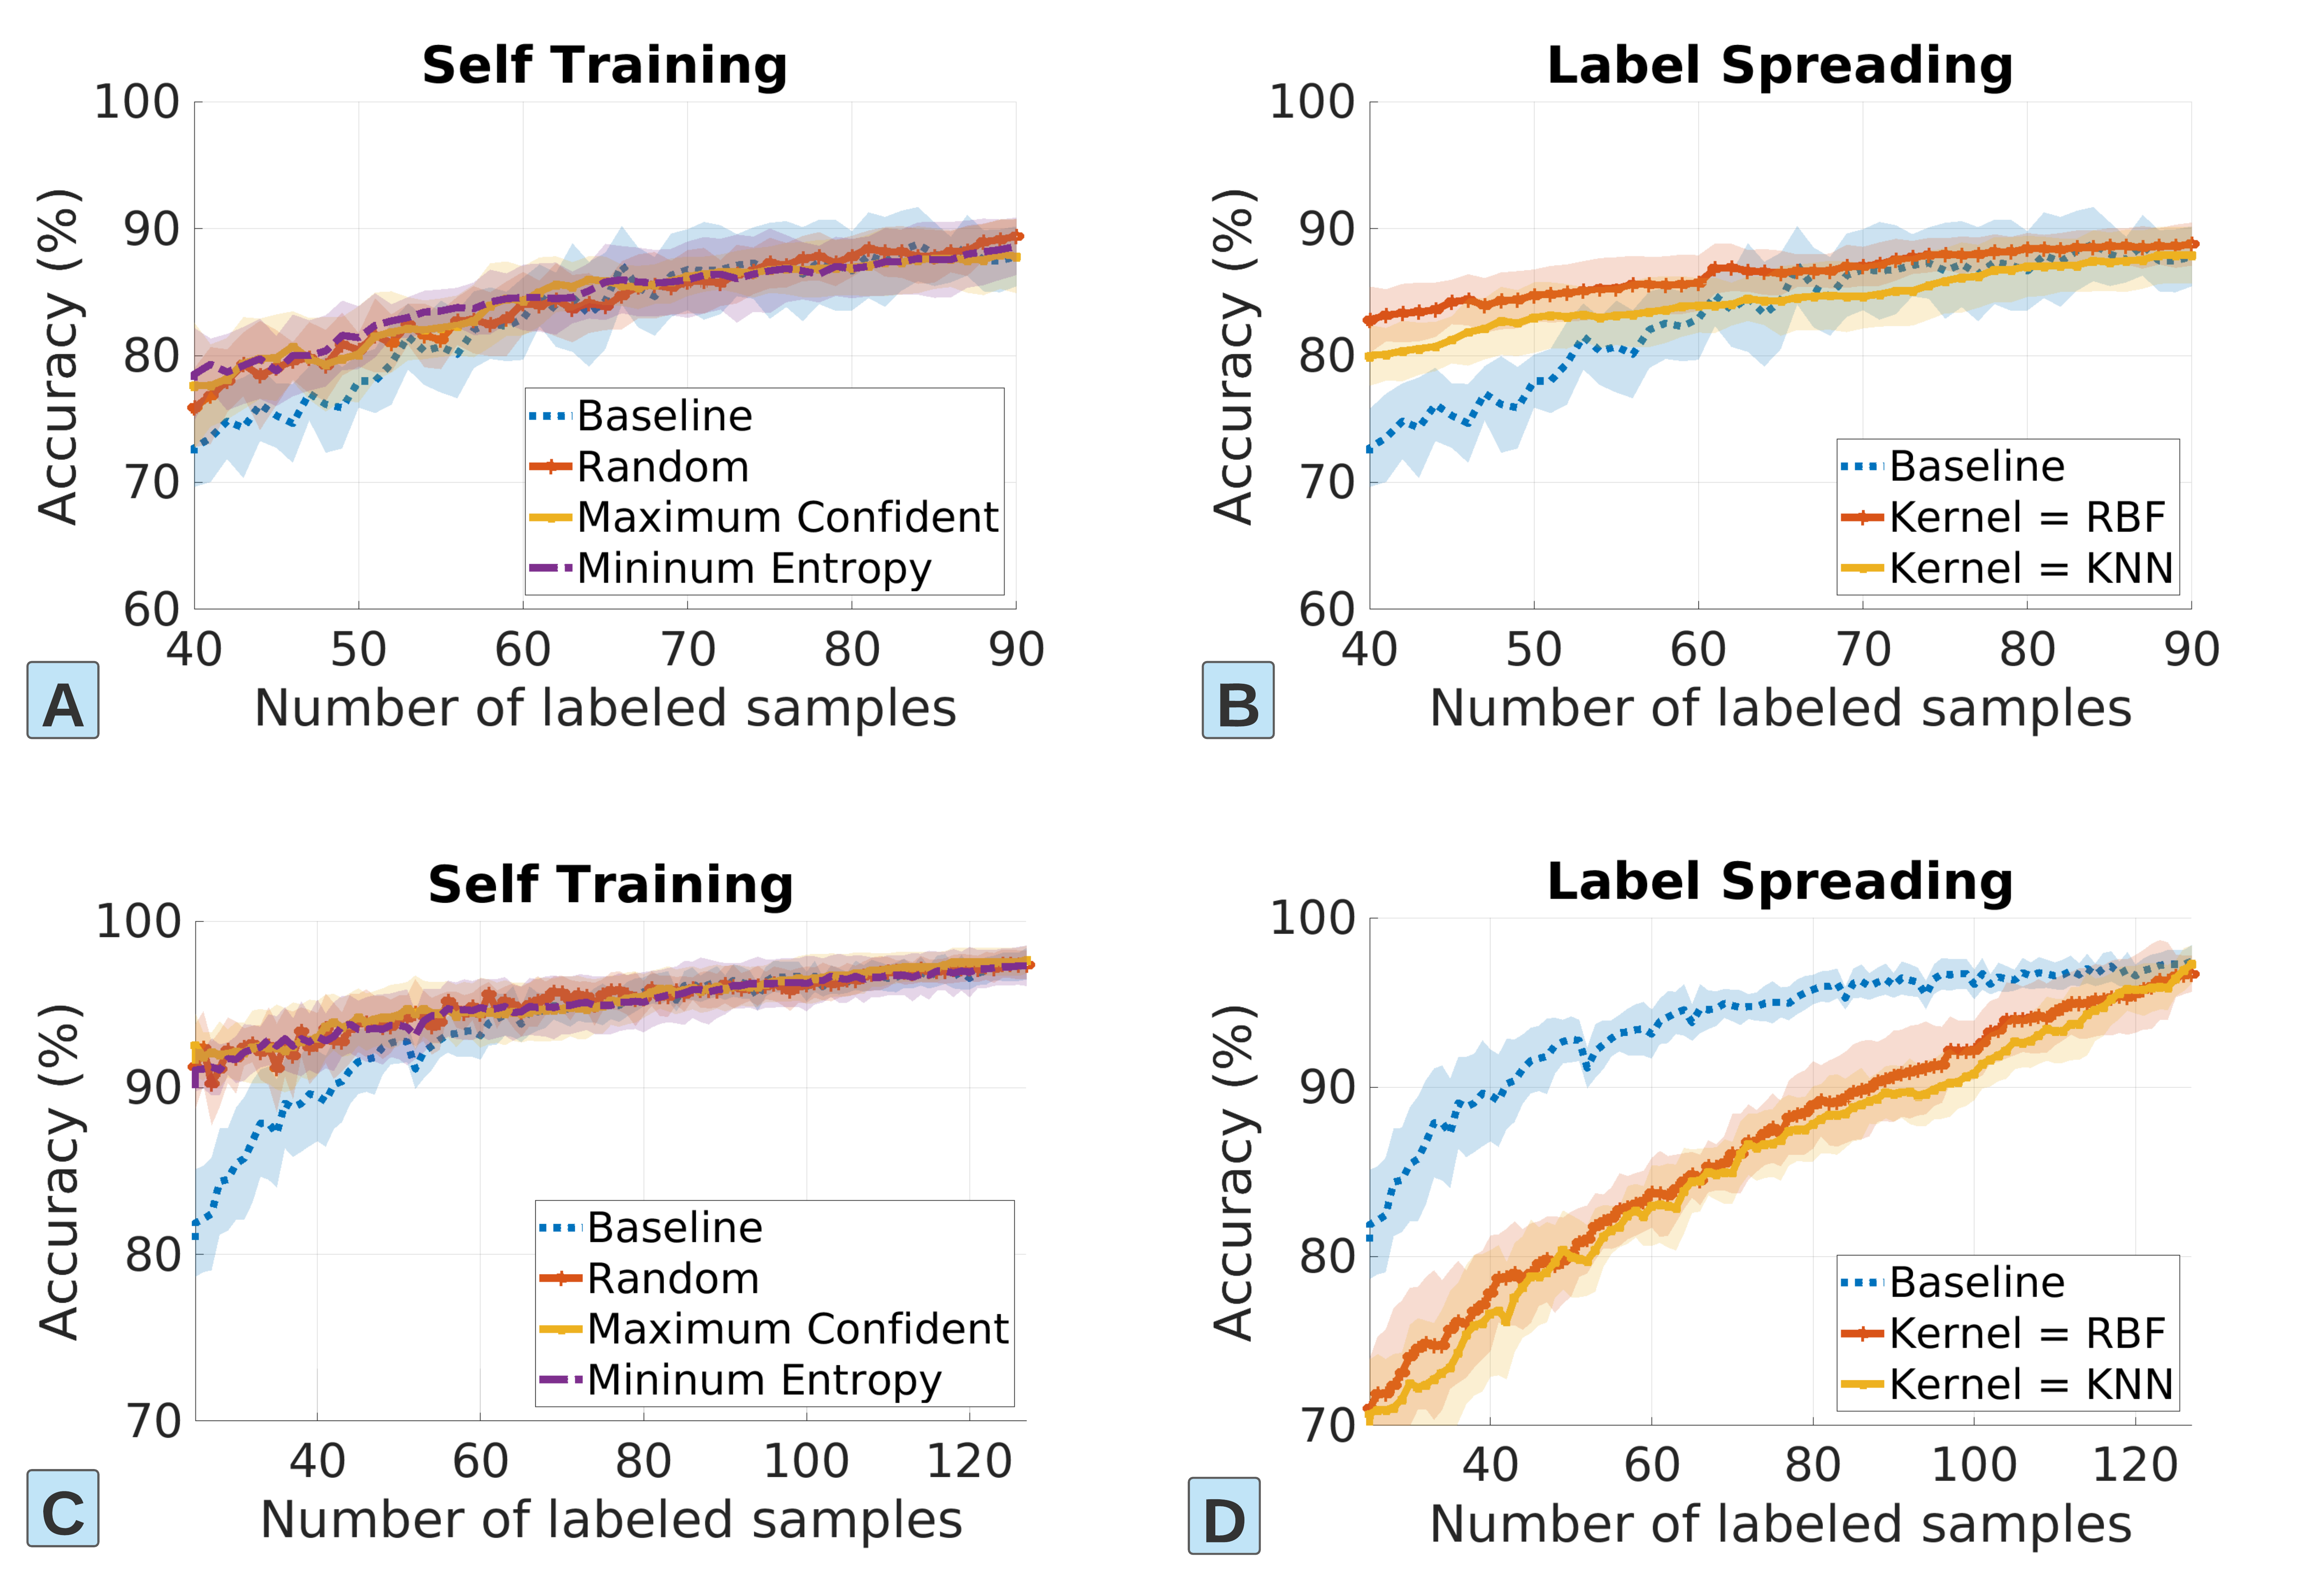 Self Training
100
90
80
70
60
Accuracy (%)
Baseline
Random
Maximum Confident
Mininum Entropy
40 50 60 70 80 90
Number of labeled samples
A
Label Spreading
100
90
80
70
60
Accuracy (%)
Baseline
Kernel = RBF
Kernel = KNN
40 50 60 70 80 90
Number of labeled samples
B
Self Training
100
90
80
70
Accuracy (%)
Baseline
Random
Maximum Confident
Mininum Entropy
40 60 80 100 120
Number of labeled samples
C
Label Spreading
100
90
80
70
Accuracy (%)
Baseline
Kernel = RBF
Kernel = KNN
40 60 80 100 120
Number of labeled samples
D